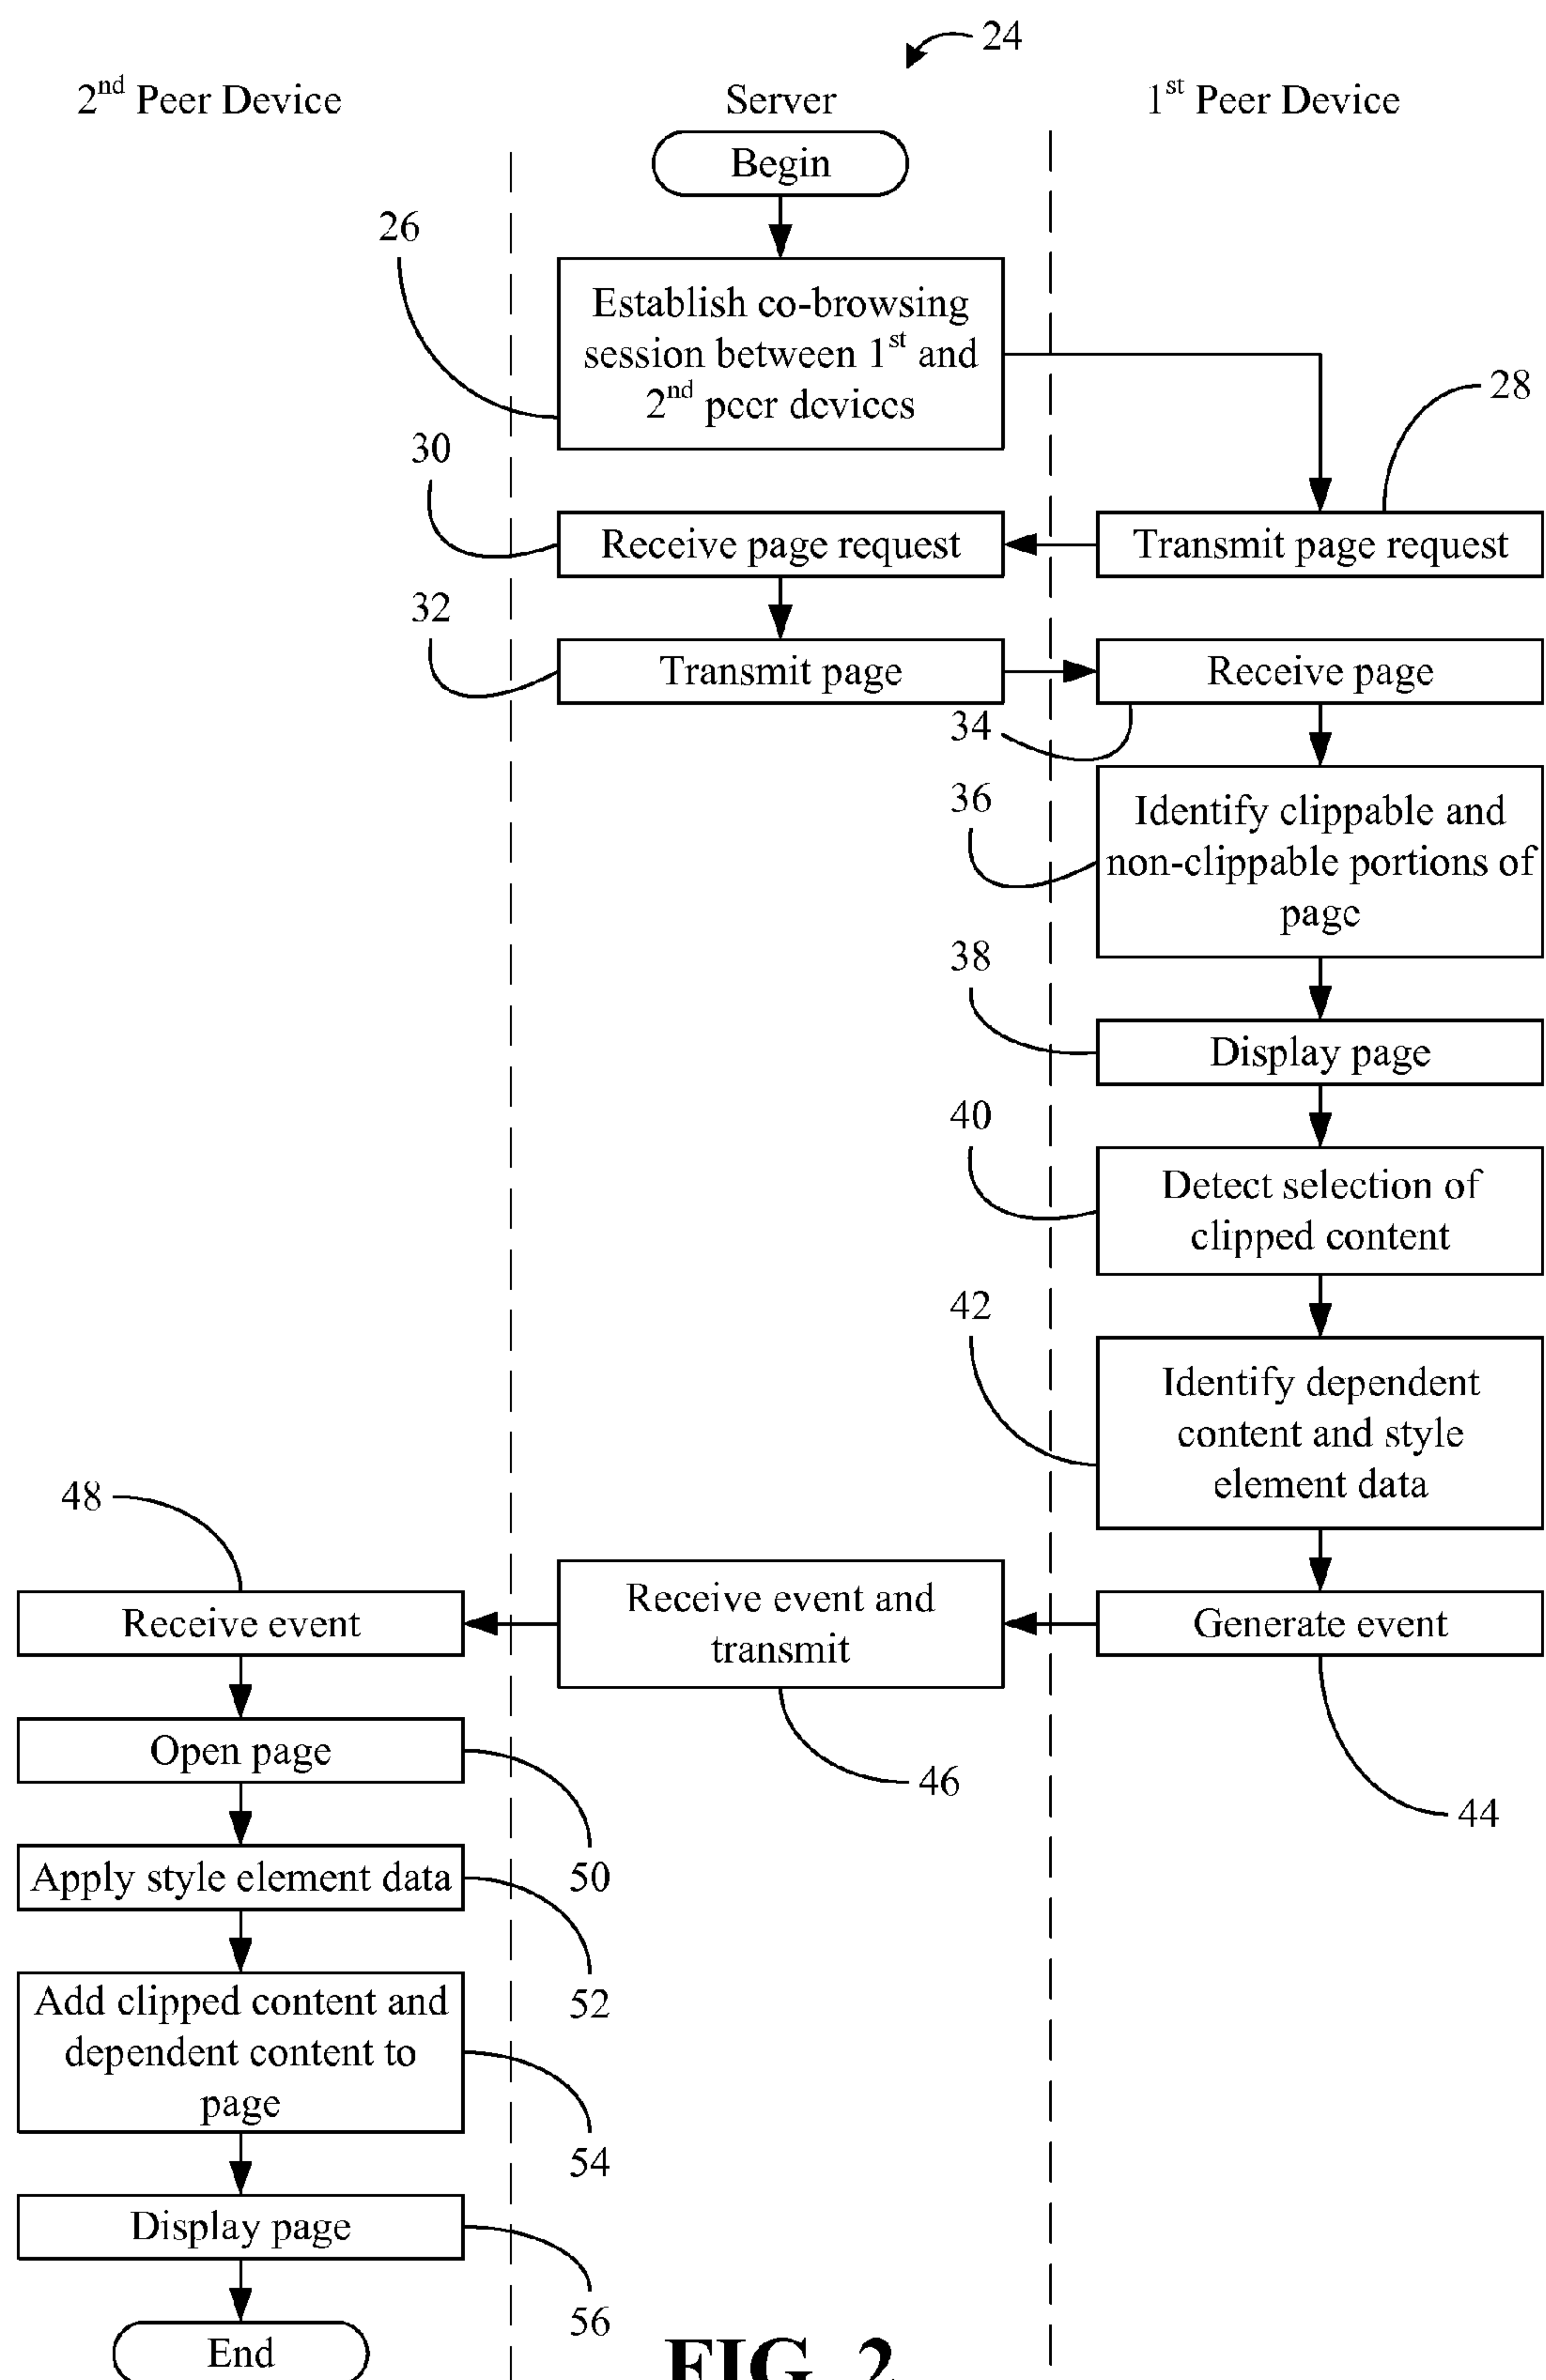 24
2nd Peer Device
Server
1st Peer Device
Begin
26
Establish co-browsing
session between 1st and
2nd peer devices
28
30
Receive page request
Transmit page request
32
Transmit page
Receive page
34
36
Identify clippable and
non-clippable portions of
page
38
Display page
40
Detect selection of
clipped content
42
Identify dependent
content and style
element data
48
Receive event
Receive event and
transmit
Generate event
46
44
Open page
50
Apply style element data
52
Add clipped content and
dependent content to
page
54
Display page
56
End
FIG. 2